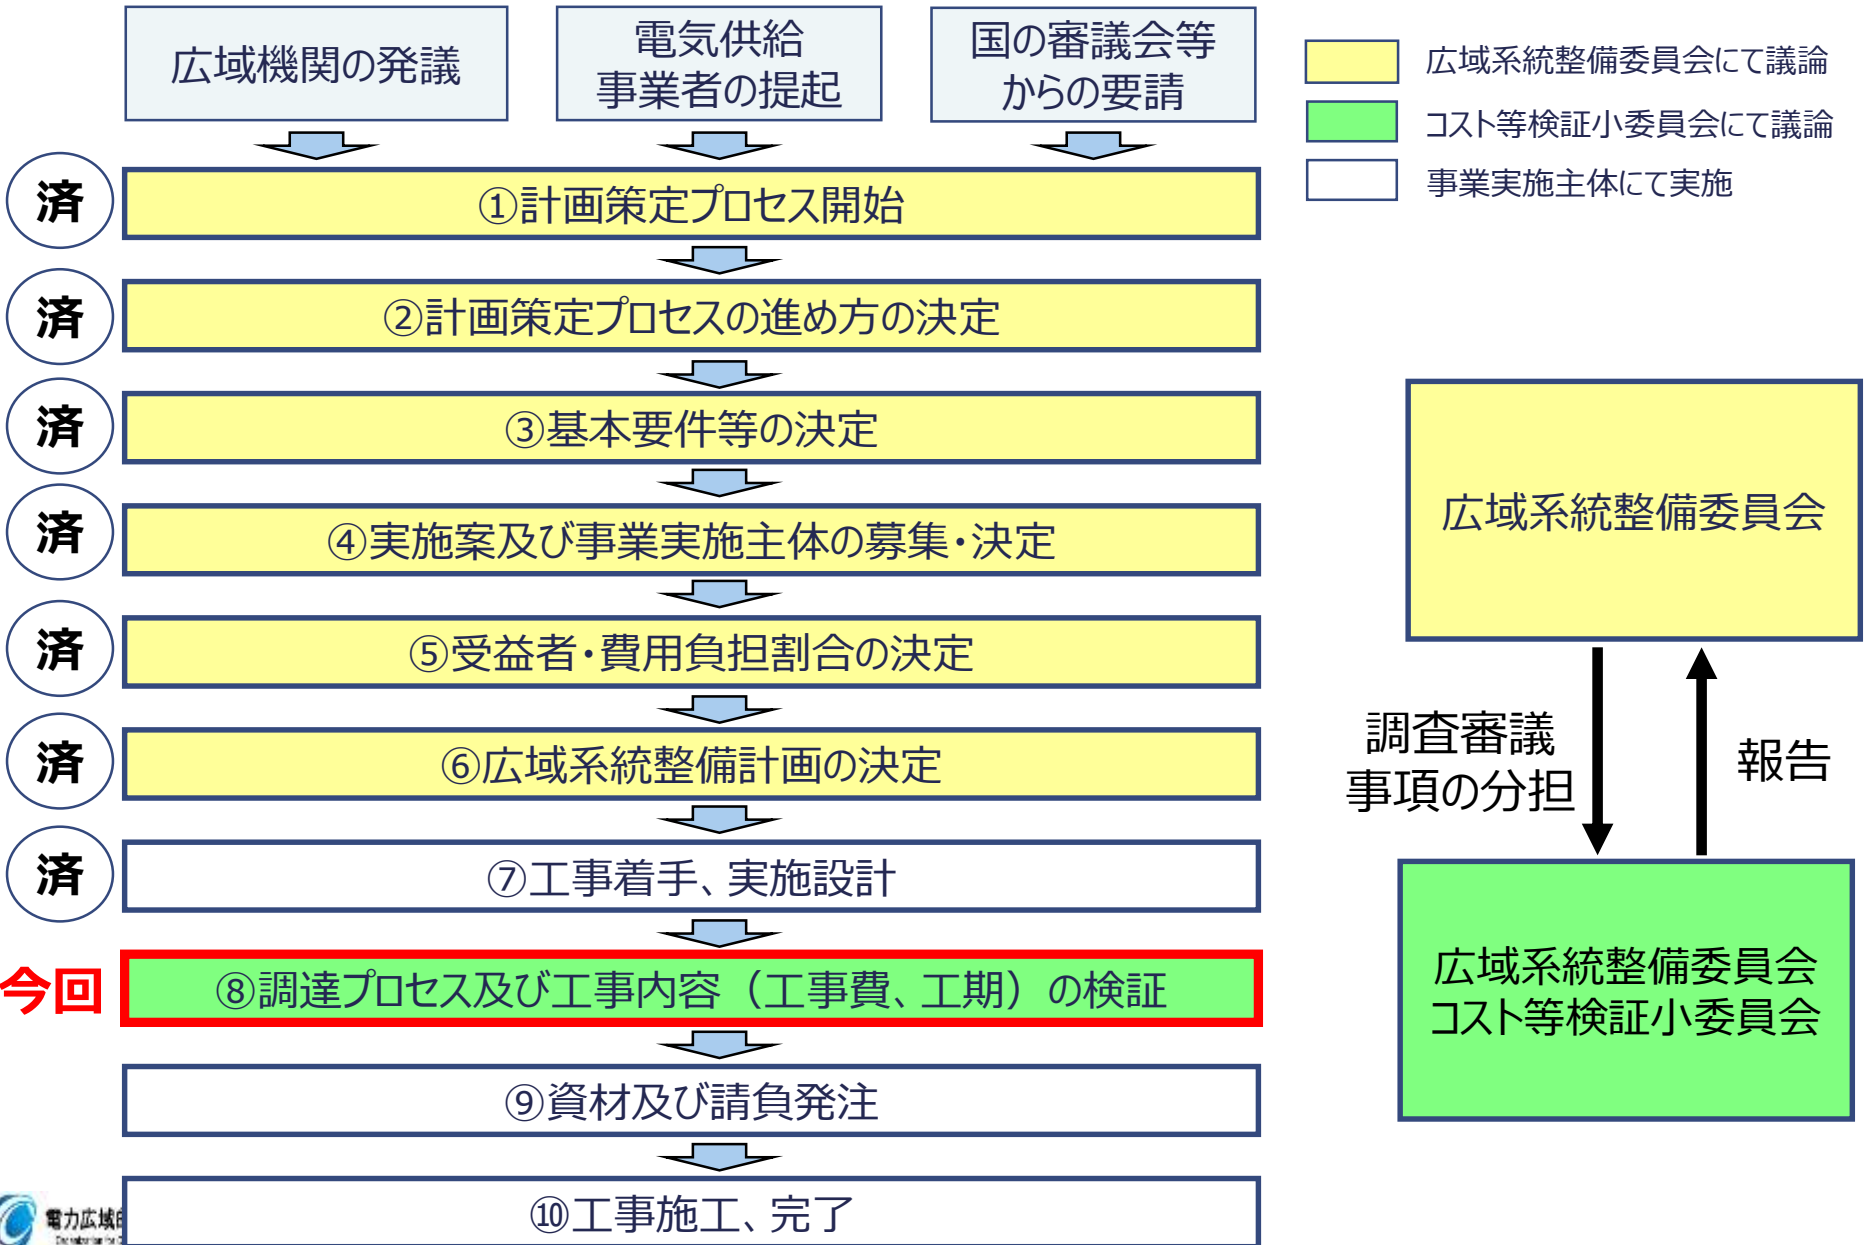 広域機関の発議
電気供給
事業者の提起
国の審議会等
からの要請
広域系統整備委員会にて議論
コスト等検証小委員会にて議論
事業実施主体にて実施
済
①計画策定プロセス開始
済
②計画策定プロセスの進め方の決定
済
③基本要件等の決定
済
④実施案及び事業実施主体の募集・決定
済
⑤受益者・費用負担割合の決定
済
⑥広域系統整備計画の決定
済
⑦工事着手、実施設計
今回
⑧調達プロセス及び工事内容（工事費、工期）の検証
⑨資材及び請負発注
⑩工事施工、完了
広域系統整備委員会
調査審議
事項の分担
報告
広域系統整備委員会
コスト等検証小委員会
電力広域